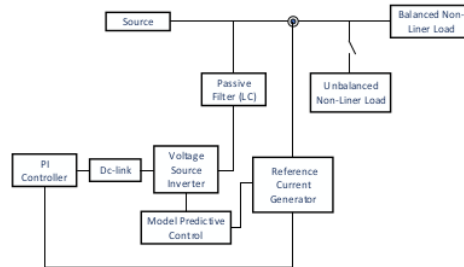 Source
Balanced Non-
Liner Load
Passive
Filter (LC)
Unbalanced
Non-Liner Load
PI
Controller
Dc-link
Voltage
Source
Inverter
Reference
Current
Generator
Model Predictive
Control